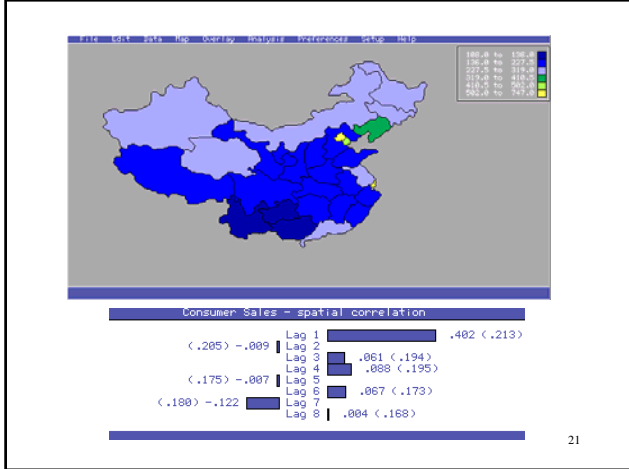 File Edit Data Map Overlay Analysis Preferences Setup Help
108.0 to 136.0
136.0 to 227.5
227.5 to 319.0
319.0 to 410.5
410.5 to 502.0
502.0 to 747.0
Consumer Sales - spatial correlation
Lag 1 .402 (.213)
(.205) -.009 Lag 2
Lag 3 .061 (.194)
Lag 4 .088 (.195)
(.175) -.007 Lag 5
Lag 6 .067 (.173)
(.180) -.122 Lag 7
Lag 8 .004 (.168)
21